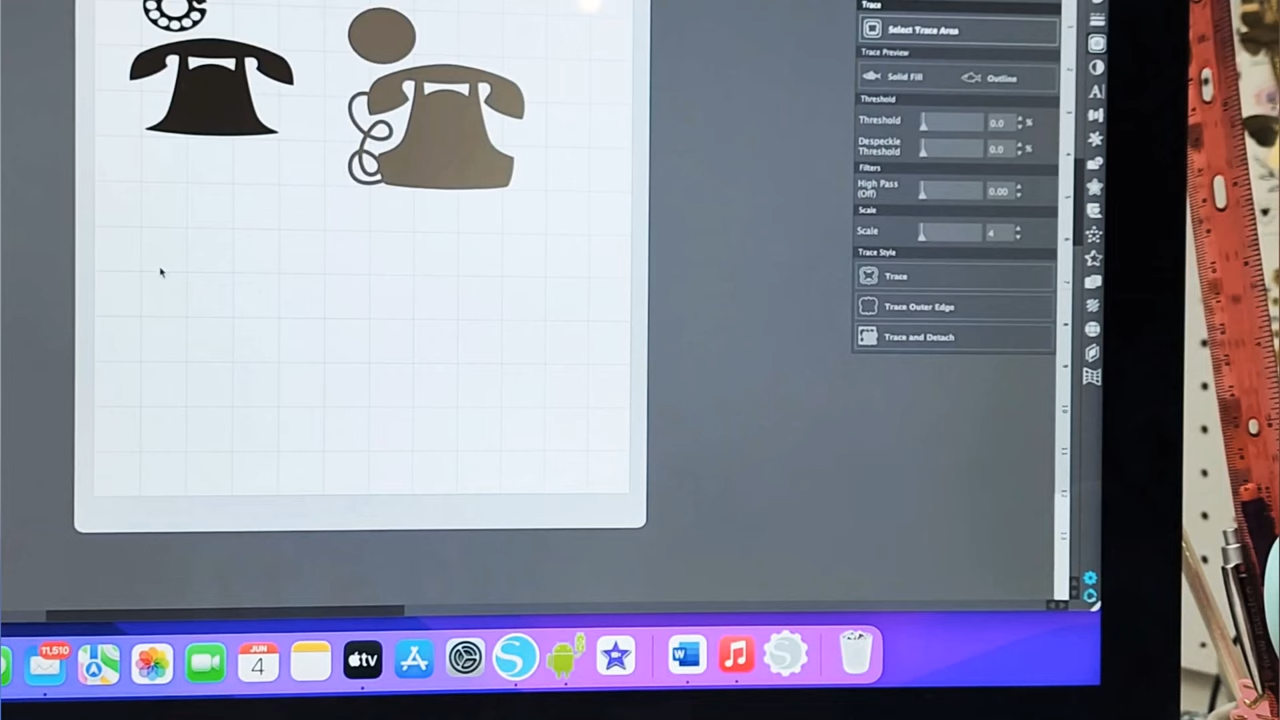 Trace
Select Trace Area
Trace Preview
Solid Fill
Outline
Threshold
Threshold
0.0
%
Despeckle
Threshold
0.0
%
Filters
High Pass
(Off)
0.00
Scale
Scale
4
Trace Style
Trace
Trace Outer Edge
Trace and Detach
11,510
JUN
4
tv
W